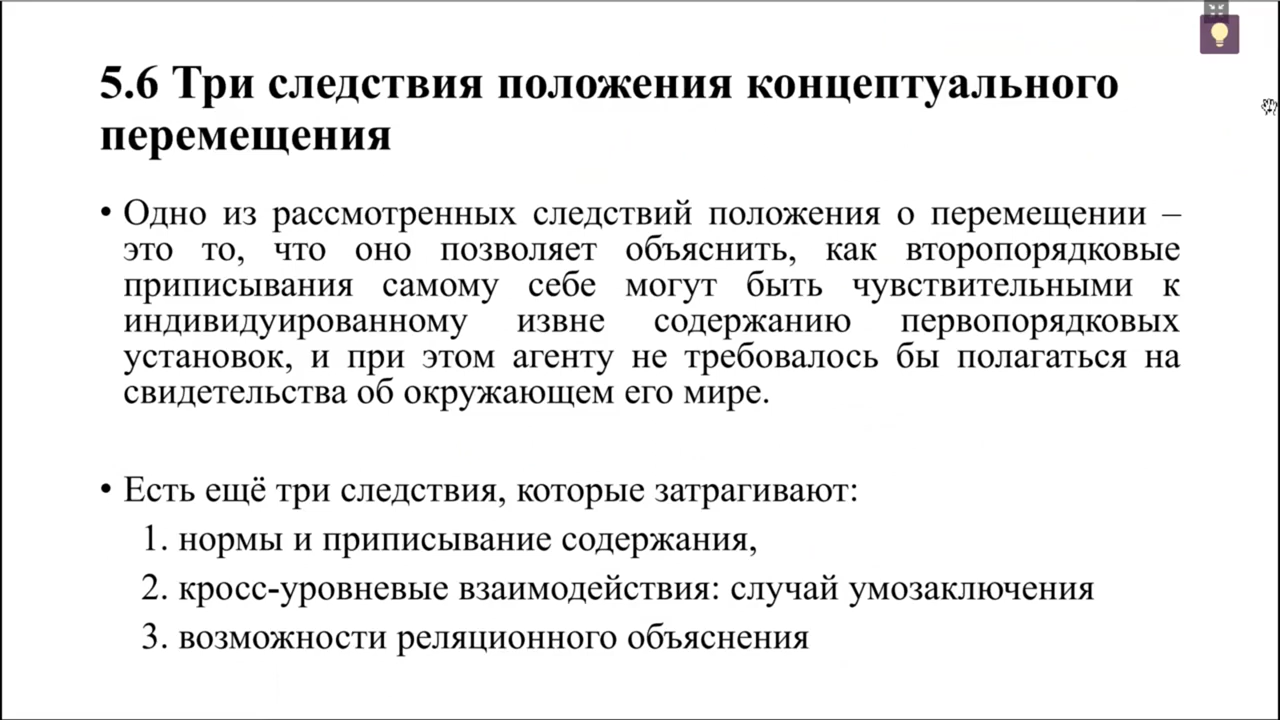 5.6 Три следствия положения концептуального
перемещения
• Одно из рассмотренных следствий положения о перемещении –
это то, что оно позволяет объяснить, как второпорядковые
приписывания самому себе могут быть чувствительными к
индивидуированному извне содержанию первопорядковых
установок, и при этом агенту не требовалось бы полагаться на
свидетельства об окружающем его мире.
• Есть ещё три следствия, которые затрагивают:
1. нормы и приписывание содержания,
2. кросс-уровневые взаимодействия: случай умозаключения
3. возможности реляционного объяснения